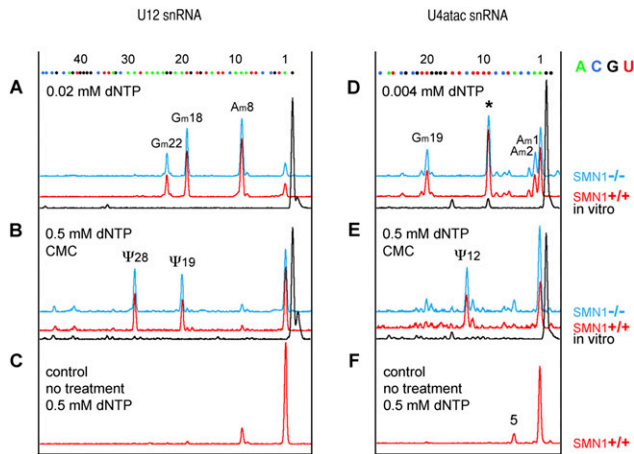 U12 snRNA
U4atac snRNA
40 30 20 10 1
20 10 1
A C G U
A
0.02 mM dNTP
Gm22
Gm18
Am8
D
0.004 mM dNTP
*
Gm19
Am1
Am2
SMN1-/-
SMN1+/+
in vitro
B
0.5 mM dNTP
CMC
Ψ28
Ψ19
E
0.5 mM dNTP
CMC
Ψ12
SMN1-/-
SMN1+/+
in vitro
C
control
no treatment
0.5 mM dNTP
F
control
no treatment
0.5 mM dNTP
5
SMN1+/+